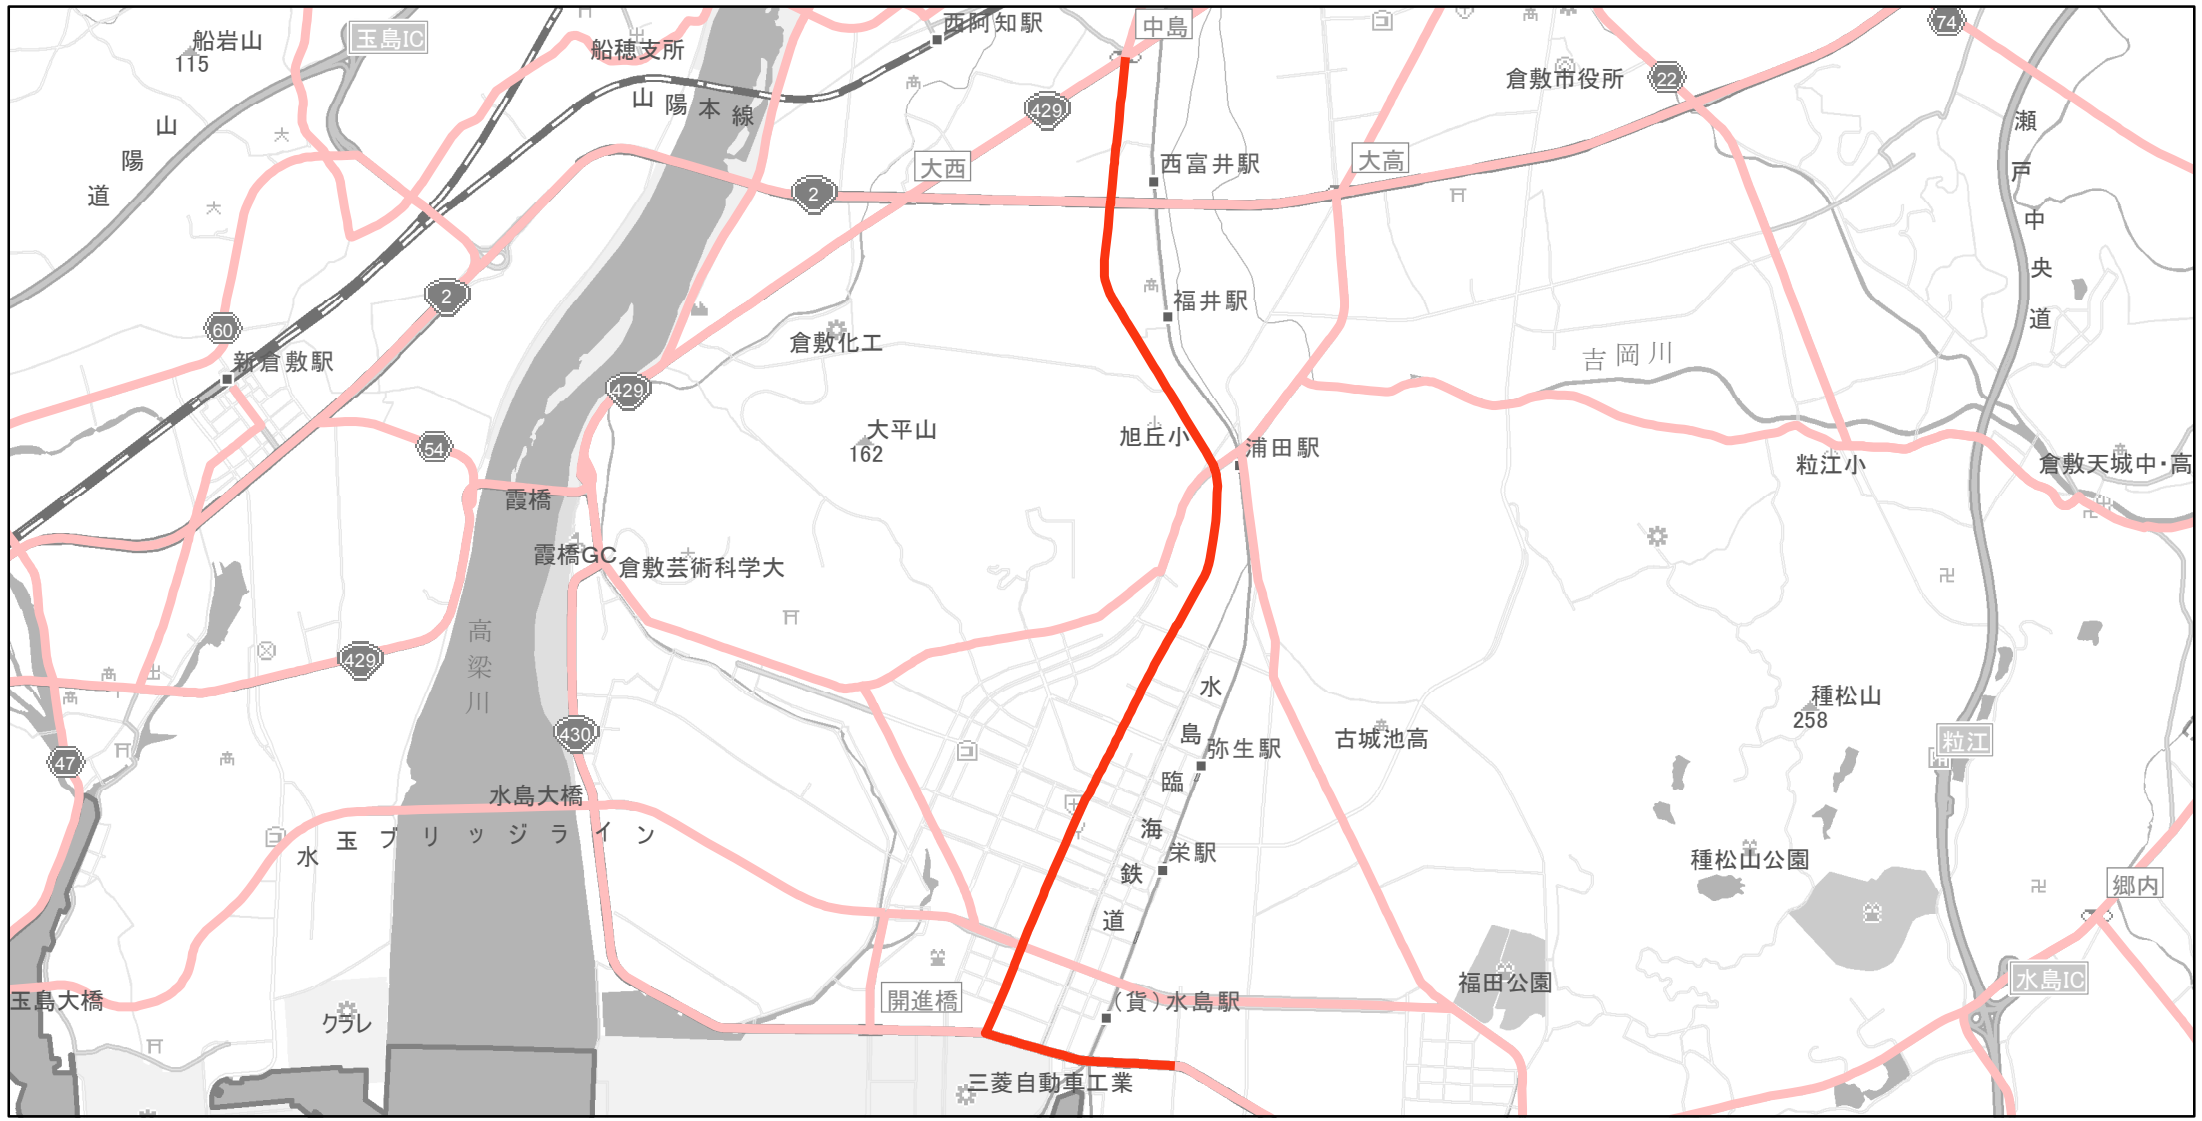 船岩山
115
玉島IC
船穂支所
西阿知駅
中島
74
倉敷市役所
22
429
山陽本線
山陽道
大西
西富井駅
大高
瀬戸中央道
2
2
福井駅
60
新倉敷駅
倉敷化工
吉岡川
429
大平山
162
旭丘小
浦田駅
54
粒江小
倉敷天城中・高
霞橋
霞橋GC
倉敷芸術科学大
高梁川
429
水島臨海鉄道
種松山
258
430
古城池高
弥生駅
粒江
47
水島大橋
水玉ブリッジライン
栄駅
種松山公園
郷内
福田公園
水島IC
玉島大橋
クラレ
開進橋
(貨)水島駅
三菱自動車工業